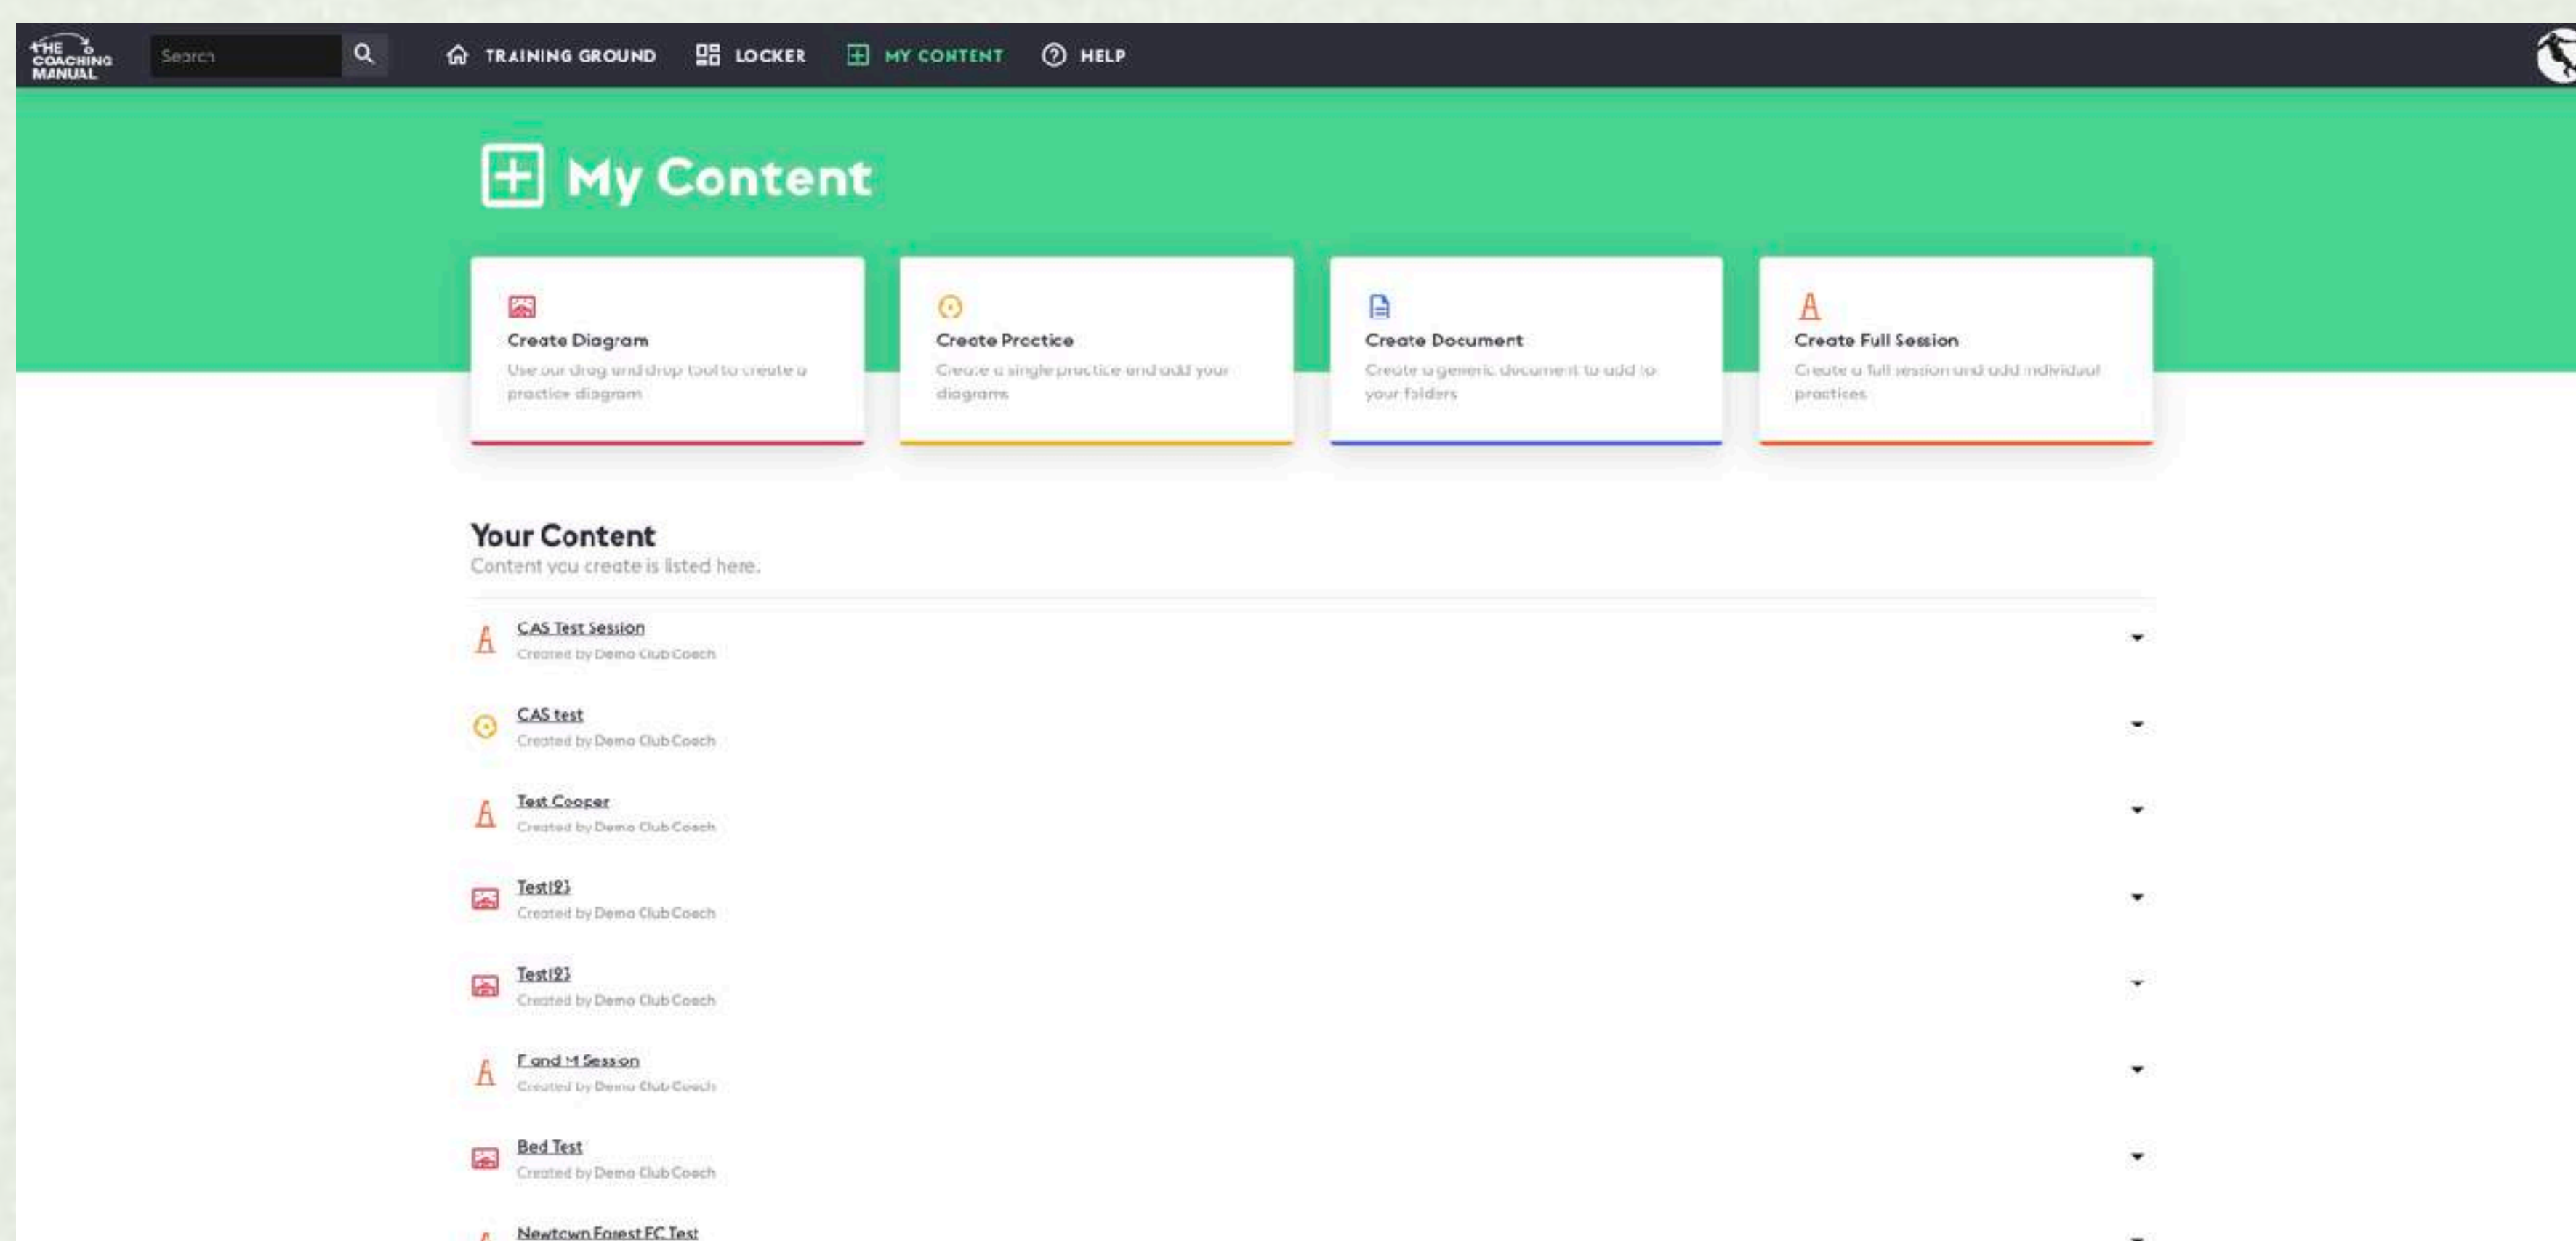 THE
COACHING
MANUAL
Search
TRAINING GROUND
LOCKER
MY CONTENT
HELP
My Content
Create Diagram
Use our drag and drop tool to create a
practice diagram
Create Practice
Create a single practice and add your
diagrams
Create Document
Create a generic document to add to
your folders
Create Full Session
Create a full session and add individual
practices
Your Content
Content you create is listed here.
CAS Test Session
Created by Demo Club Coach
CAS test
Created by Demo Club Coach
Test Cooper
Created by Demo Club Coach
Test123
Created by Demo Club Coach
Test123
Created by Demo Club Coach
F and M Session
Created by Demo Club Coach
Bed Test
Created by Demo Club Coach
Newtown Forest FC Test